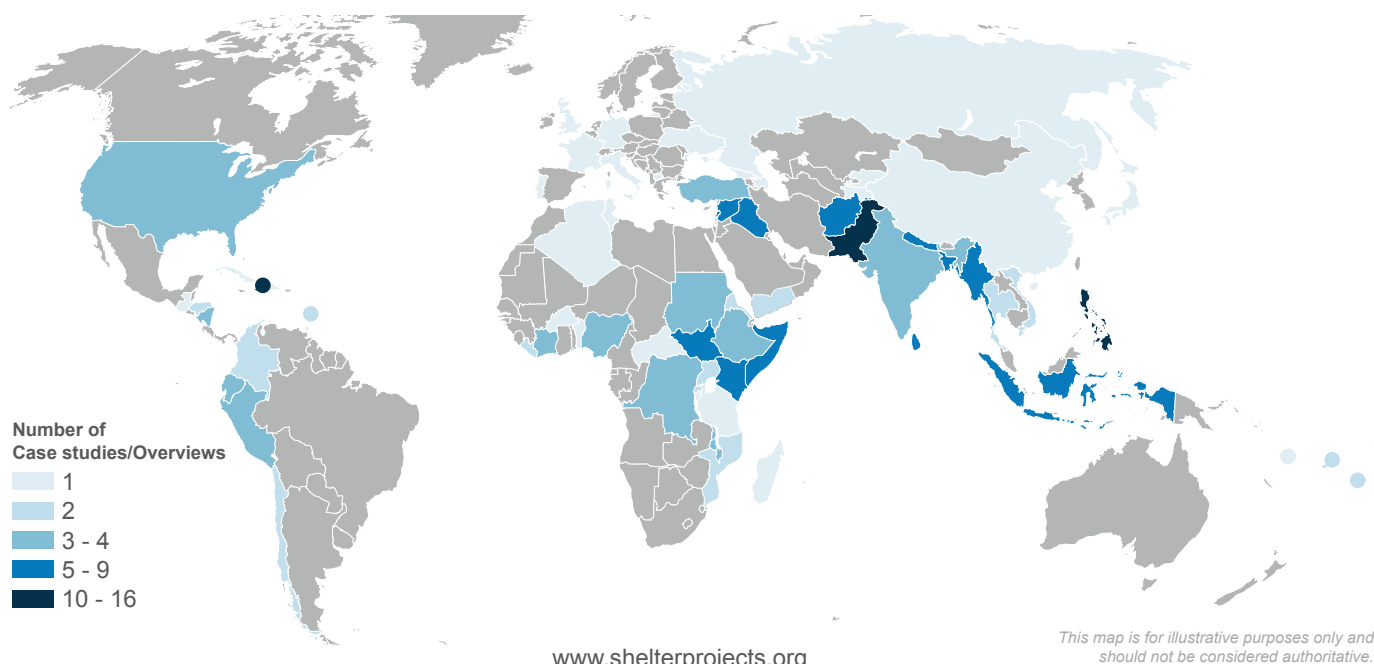 Number of
Case studies/Overviews
1
2
3 - 4
5 - 9
10 - 16
www.shelterprojects.org
This map is for illustrative purposes only and
should not be considered authoritative.